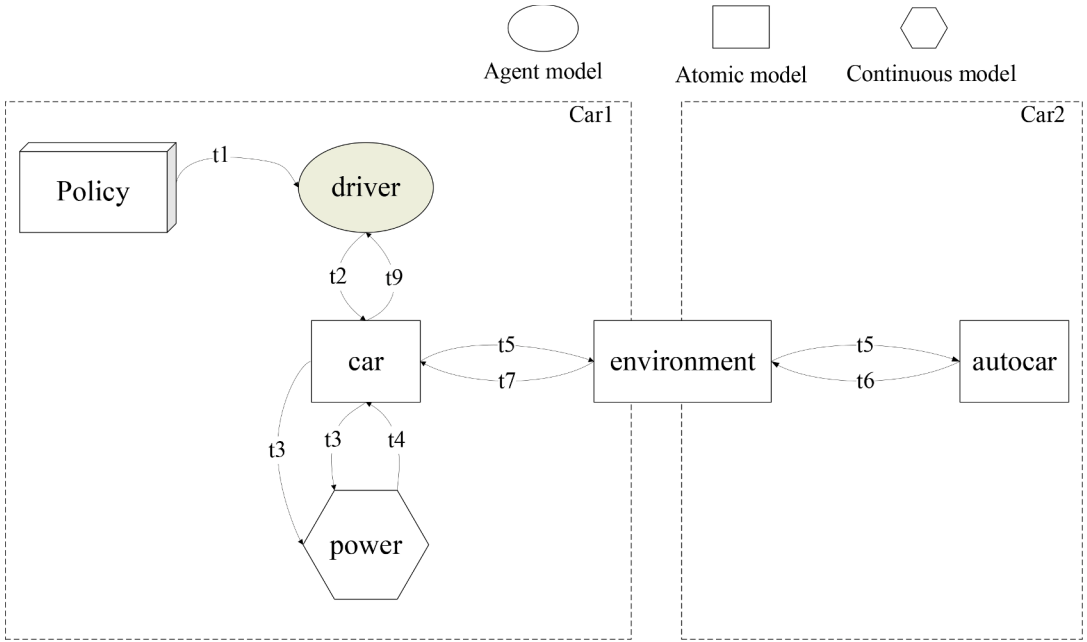 Agent model
Atomic model
Continuous model
Car1
Car2
Policy
t1
driver
t2
t9
car
t5
t7
environment
t5
t6
autocar
t3
t3
t4
power